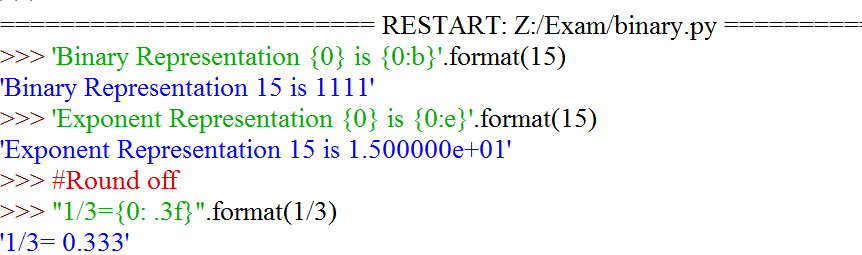 ========================= RESTART: Z:/Exam/binary.py ==========
>>> 'Binary Representation {0} is {0:b}'.format(15)
'Binary Representation 15 is 1111'
>>> 'Exponent Representation {0} is {0:e}'.format(15)
'Exponent Representation 15 is 1.500000e+01'
>>> #Round off
>>> "1/3={0: .3f}".format(1/3)
'1/3= 0.333'